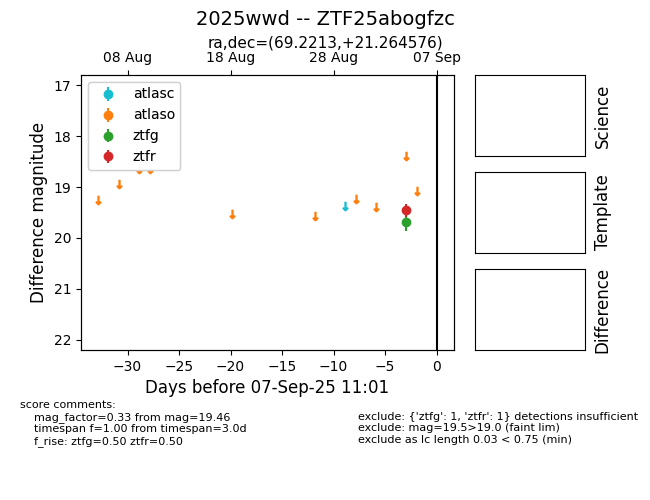 2025wwd -- ZTF25abogfzc
ra,dec=(69.2213,+21.264576)
08 Aug 18 Aug 28 Aug 07 Sep
atlasc
atlaso
ztfg
ztfr
17
18
19
20
21
22
Difference magnitude
−30 −25 −20 −15 −10 −5 0
Days before 07-Sep-25 11:01
Science
Template
Difference
score comments:
mag_factor=0.33 from mag=19.46
timespan f=1.00 from timespan=3.0d
f_rise: ztfg=0.50 ztfr=0.50
exclude: {'ztfg': 1, 'ztfr': 1} detections insufficient
exclude: mag=19.5>19.0 (faint lim)
exclude as lc length 0.03 < 0.75 (min)